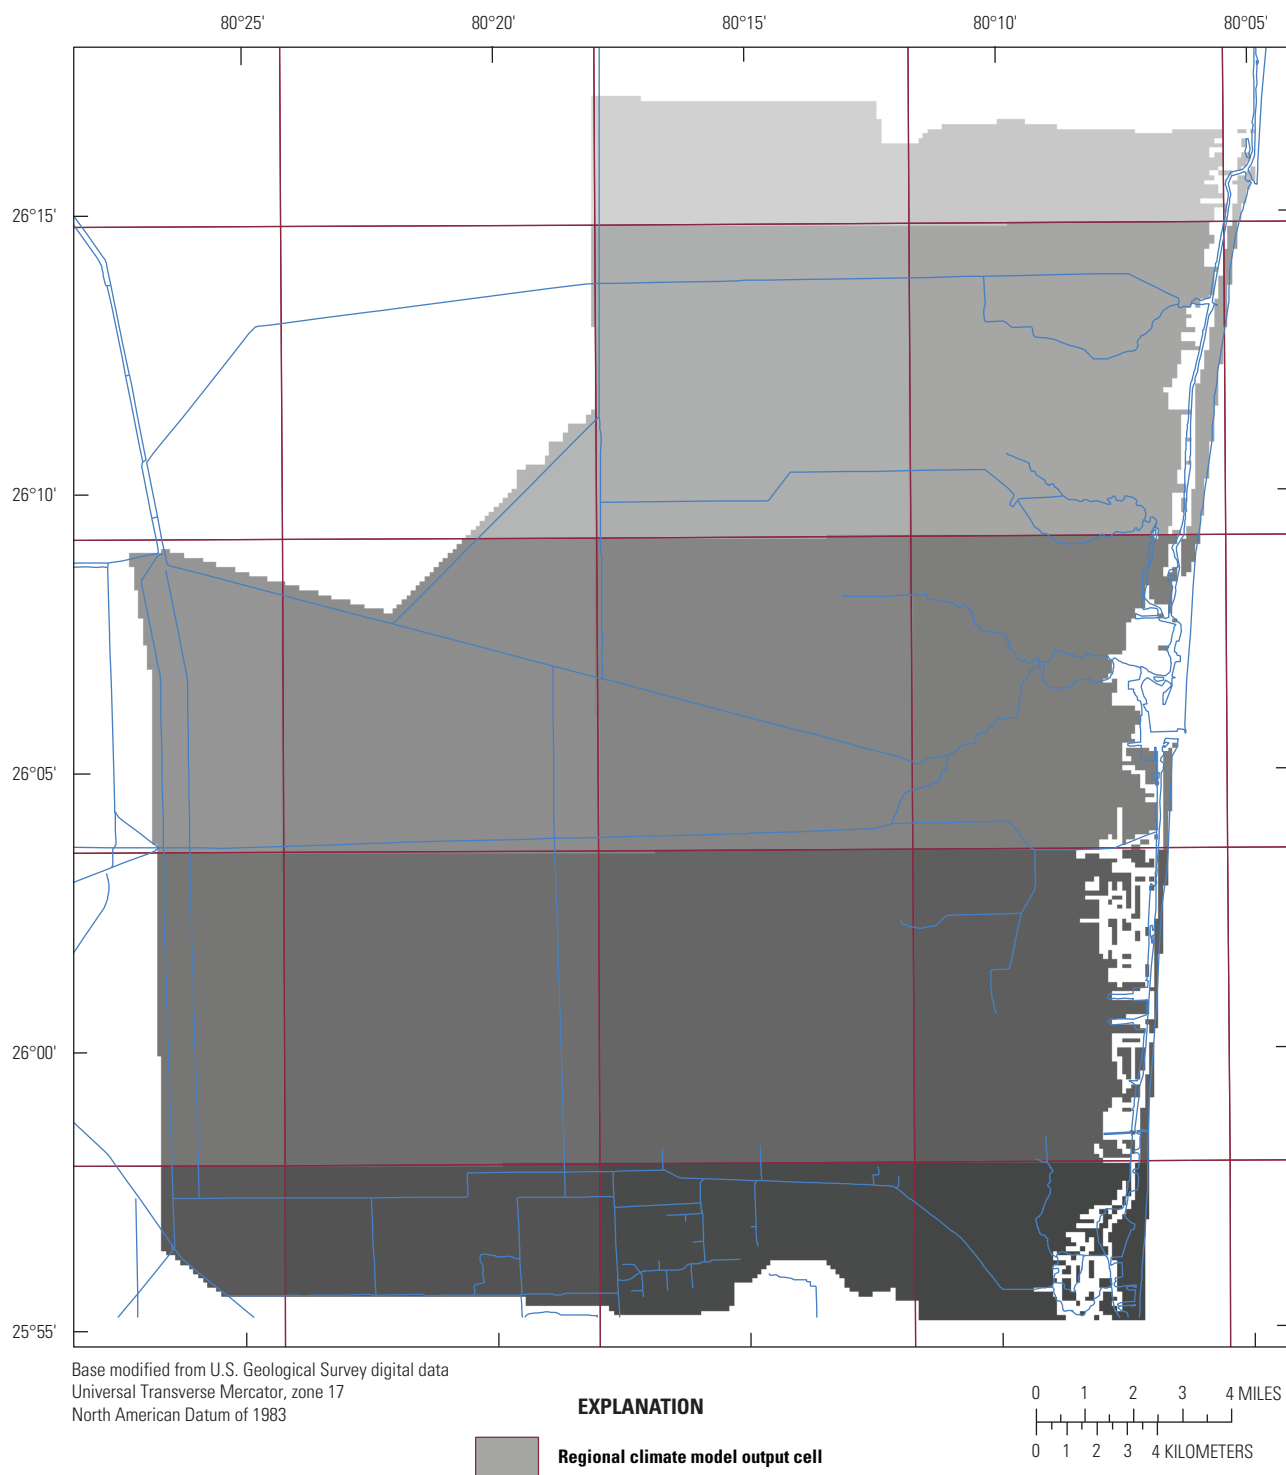 80°25'
80°20'
80°15'
80°10'
80°05'
26°15'
26°10'
26°05'
26°00'
25°55'
Base modified from U.S. Geological Survey digital data
Universal Transverse Mercator, zone 17
North American Datum of 1983
EXPLANATION
Regional climate model output cell
0 1 2 3 4 MILES
0 1 2 3 4 KILOMETERS